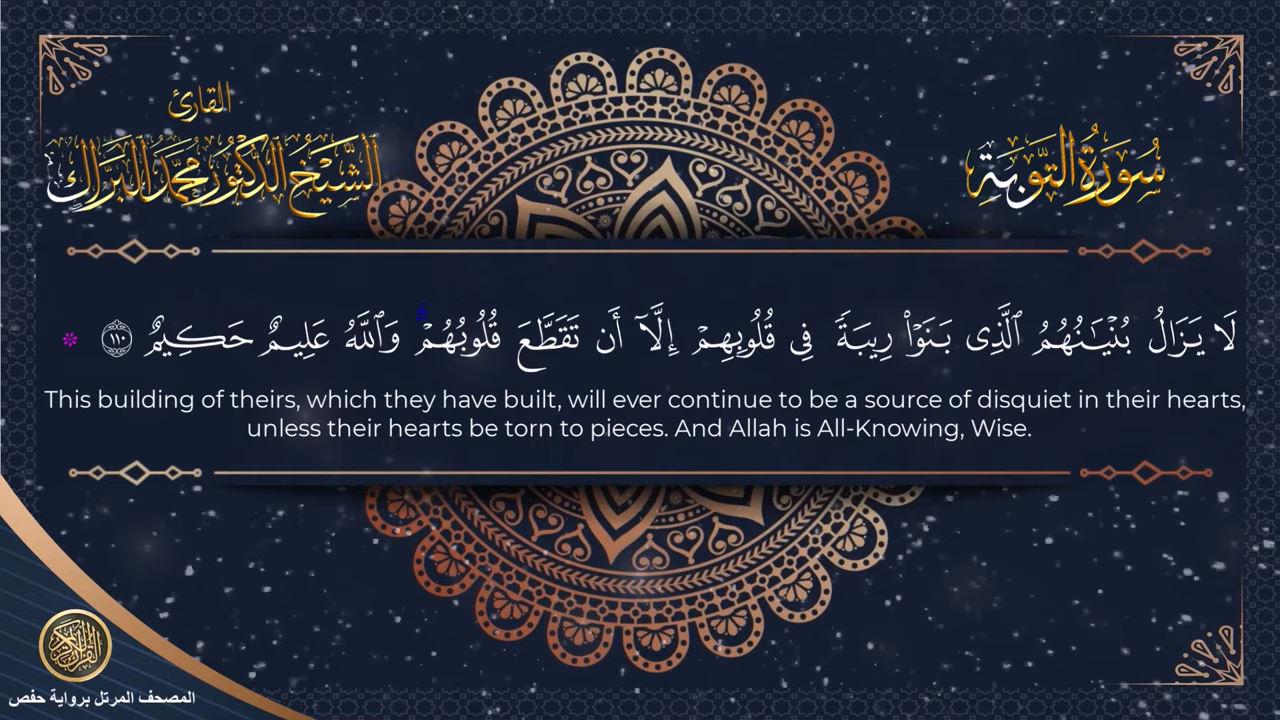 القارئ
الشيخ الدكتور محمد البراك
سورة التوبة
لَا يَزَالُ بُنْيَـٰنُهُمُ ٱلَّذِى بَنَوْا۟ رِيبَةً فِى قُلُوبِهِمْ إِلَّآ أَن تَقَطَّعَ قُلُوبُهُمْ ۗ وَٱللَّهُ عَلِيمٌ حَكِيمٌ ١١٠
This building of theirs, which they have built, will ever continue to be a source of disquiet in their hearts,
unless their hearts be torn to pieces. And Allah is All-Knowing, Wise.
القرآن الكريم
المصحف المرتل برواية حفص